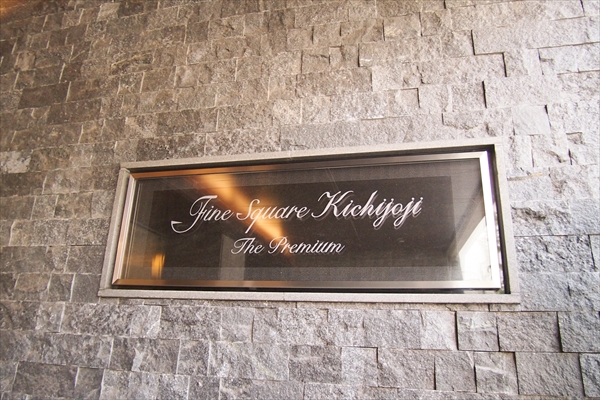 Fine Square Kichijoji
The Premium